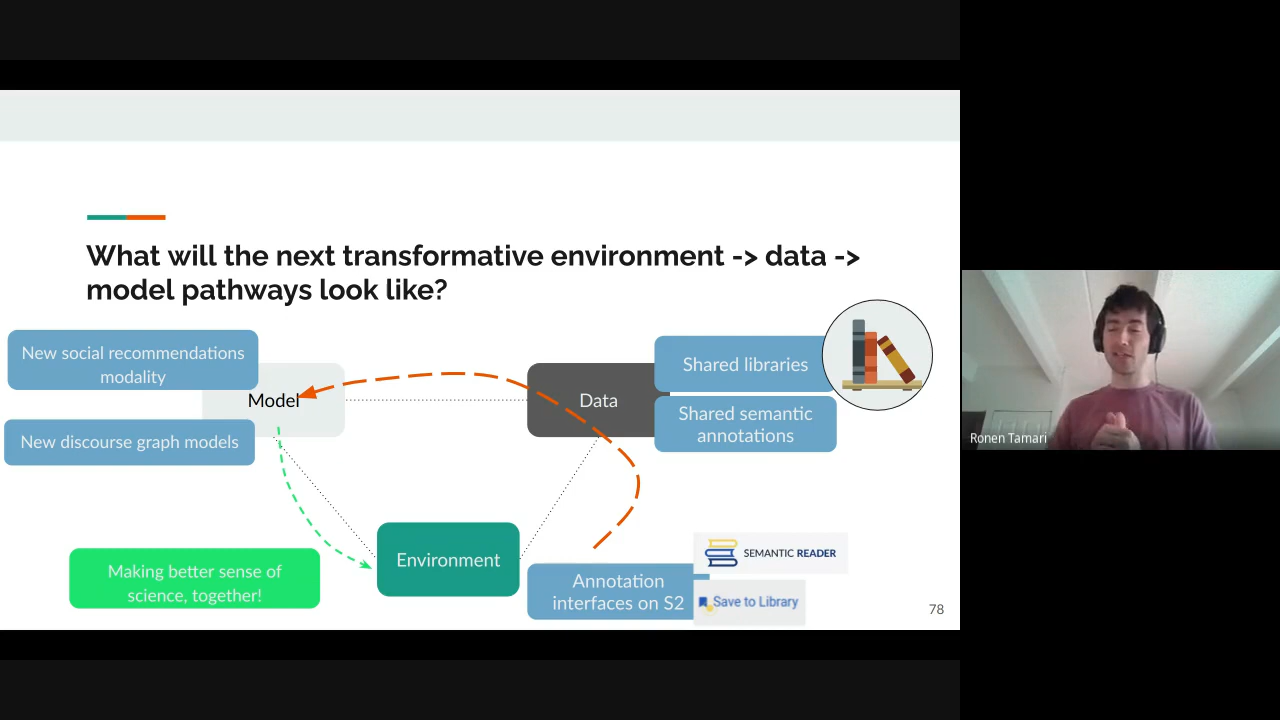 What will the next transformative environment -> data ->
model pathways look like?
New social recommendations
modality
Model
New discourse graph models
Data
Shared libraries
Shared semantic
annotations
Environment
Making better sense of
science, together!
Annotation
interfaces on S2
SEMANTIC READER
Save to Library
78
Ronen Tamari